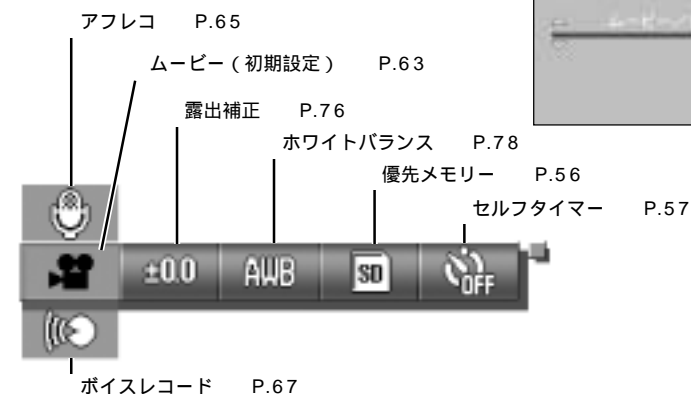 アフレコ P.65
ムービー（初期設定） P.63
露出補正 P.76
ホワイトバランス P.78
優先メモリー P.56
セルフタイマー P.57
±0.0 AWB SD OFF
ボイスレコード P.67